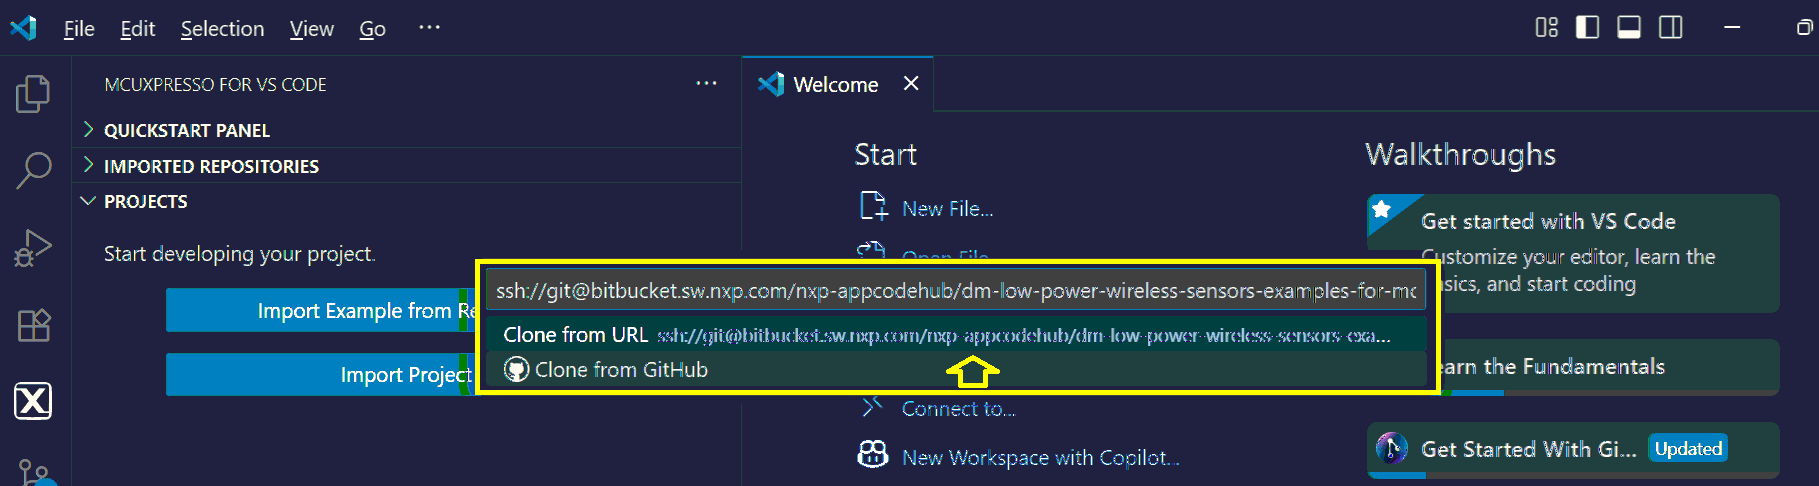 File Edit Selection View Go ···
MCUXPRESSO FOR VS CODE ···
QUICKSTART PANEL
IMPORTED REPOSITORIES
PROJECTS
Start developing your project.
Import Example from Re
Import Project
Welcome
Start
New File...
Open File...
ssh://git@bitbucket.sw.nxp.com/nxp-appcodehub/dm-low-power-wireless-sensors-examples-for-mc
Clone from URL ssh://git@bitbucket.sw.nxp.com/nxp-appcodehub/dm-low-power-wireless-sensors-exa...
Clone from GitHub
Connect to...
New Workspace with Copilot...
Walkthroughs
Get started with VS Code
Customize your editor, learn the
asics, and start coding
earn the Fundamentals
Get Started With Gi... Updated